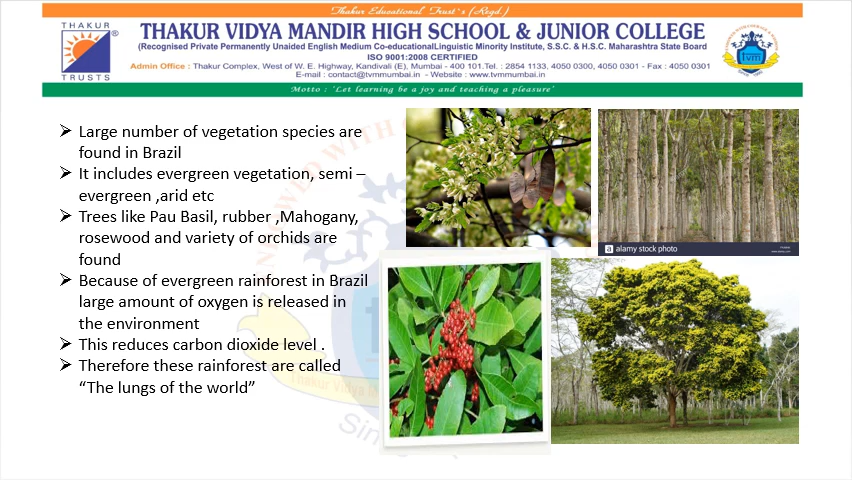 Thakur Educational Trust's (Regd.)
THAKUR VIDYA MANDIR HIGH SCHOOL & JUNIOR COLLEGE
(Recognised Private Permanently Unaided English Medium Co-educationalLinguistic Minority Institute, S.S.C. & H.S.C. Maharashtra State Board
ISO 9001:2008 CERTIFIED
Admin Office : Thakur Complex, West of W. E. Highway, Kandivali (E), Mumbai - 400 101.Tel. : 2854 1133, 4050 0300, 4050 0301 - Fax : 4050 0301
E-mail : contact@tvmmumbai.in - Website : www.tvmmumbai.in
Motto : 'Let learning be a joy and teaching a pleasure'
THAKUR
®
TRUSTS
tvm
Large number of vegetation species are
found in Brazil
It includes evergreen vegetation, semi –
evergreen ,arid etc
Trees like Pau Basil, rubber ,Mahogany,
rosewood and variety of orchids are
found
Because of evergreen rainforest in Brazil
large amount of oxygen is released in
the environment
This reduces carbon dioxide level .
Therefore these rainforest are called
“The lungs of the world”
a alamy stock photo